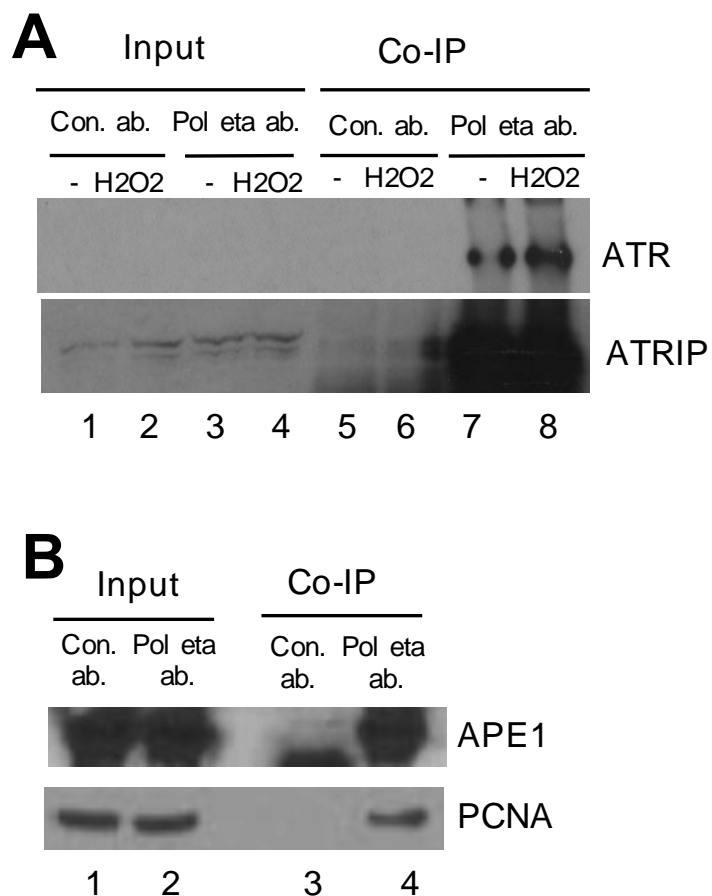 A
Input Co-IP
Con. ab. Pol eta ab. Con. ab. Pol eta ab.
- H2O2 - H2O2 - H2O2 - H2O2
ATR
ATRIP
1 2 3 4 5 6 7 8
B
Input Co-IP
Con. ab. Pol eta ab. Con. ab. Pol eta ab.
APE1
PCNA
1 2 3 4